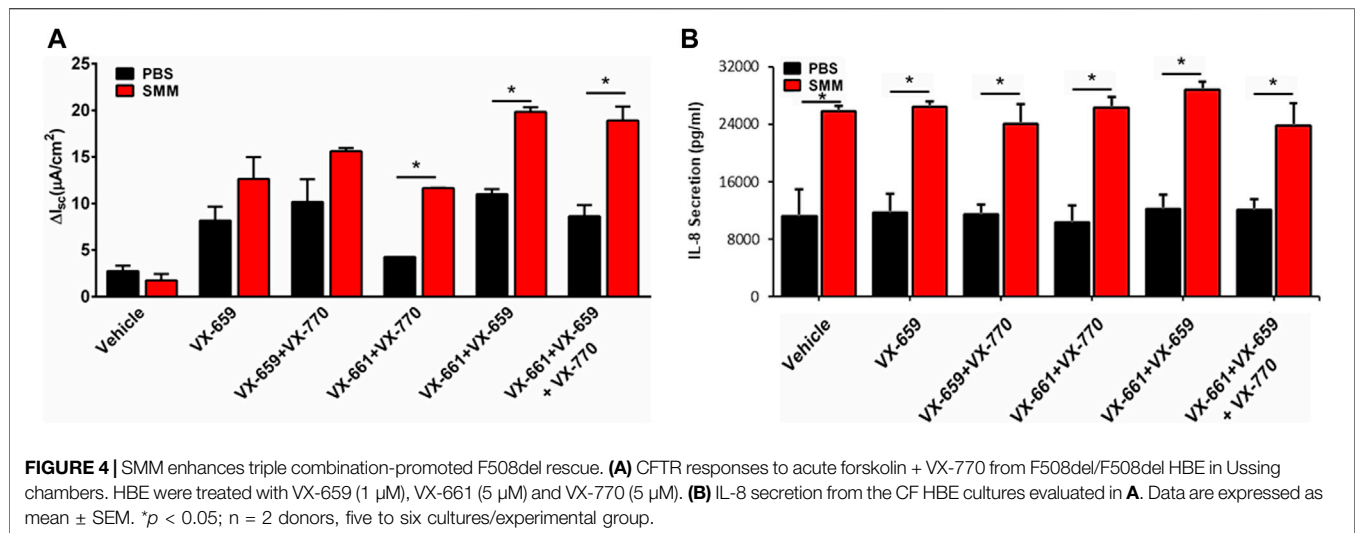 A
25
20
15
10
5
0
ΔIsc(μA/cm²)
PBS
SMM
*
*
*
Vehicle
VX-659
VX-659+VX-770
VX-661+VX-770
VX-661+VX-659
VX-661+VX-659
+ VX-770
B
32000
24000
16000
8000
0
IL-8 Secretion (pg/ml)
PBS
SMM
*
*
*
*
*
*
Vehicle
VX-659
VX-659+VX-770
VX-661+VX-770
VX-661+VX-659
VX-661+VX-659
+ VX-770
FIGURE 4 | SMM enhances triple combination-promoted F508del rescue. (A) CFTR responses to acute forskolin + VX-770 from F508del/F508del HBE in Ussing
chambers. HBE were treated with VX-659 (1 μM), VX-661 (5 μM) and VX-770 (5 μM). (B) IL-8 secretion from the CF HBE cultures evaluated in A. Data are expressed as
mean ± SEM. *p < 0.05; n = 2 donors, five to six cultures/experimental group.